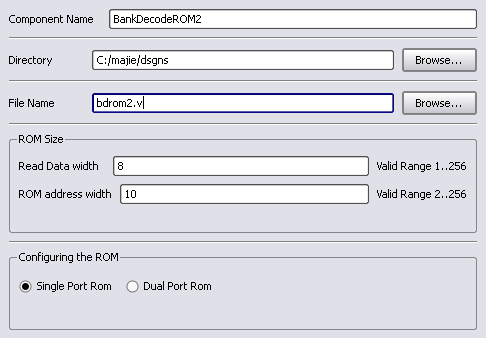 Component Name BankDecodeROM2
Directory C:/majie/dsgns Browse...
File Name bdrom2.v Browse...
ROM Size
Read Data width 8 Valid Range 1..256
ROM address width 10 Valid Range 2..256
Configuring the ROM
Single Port Rom Dual Port Rom